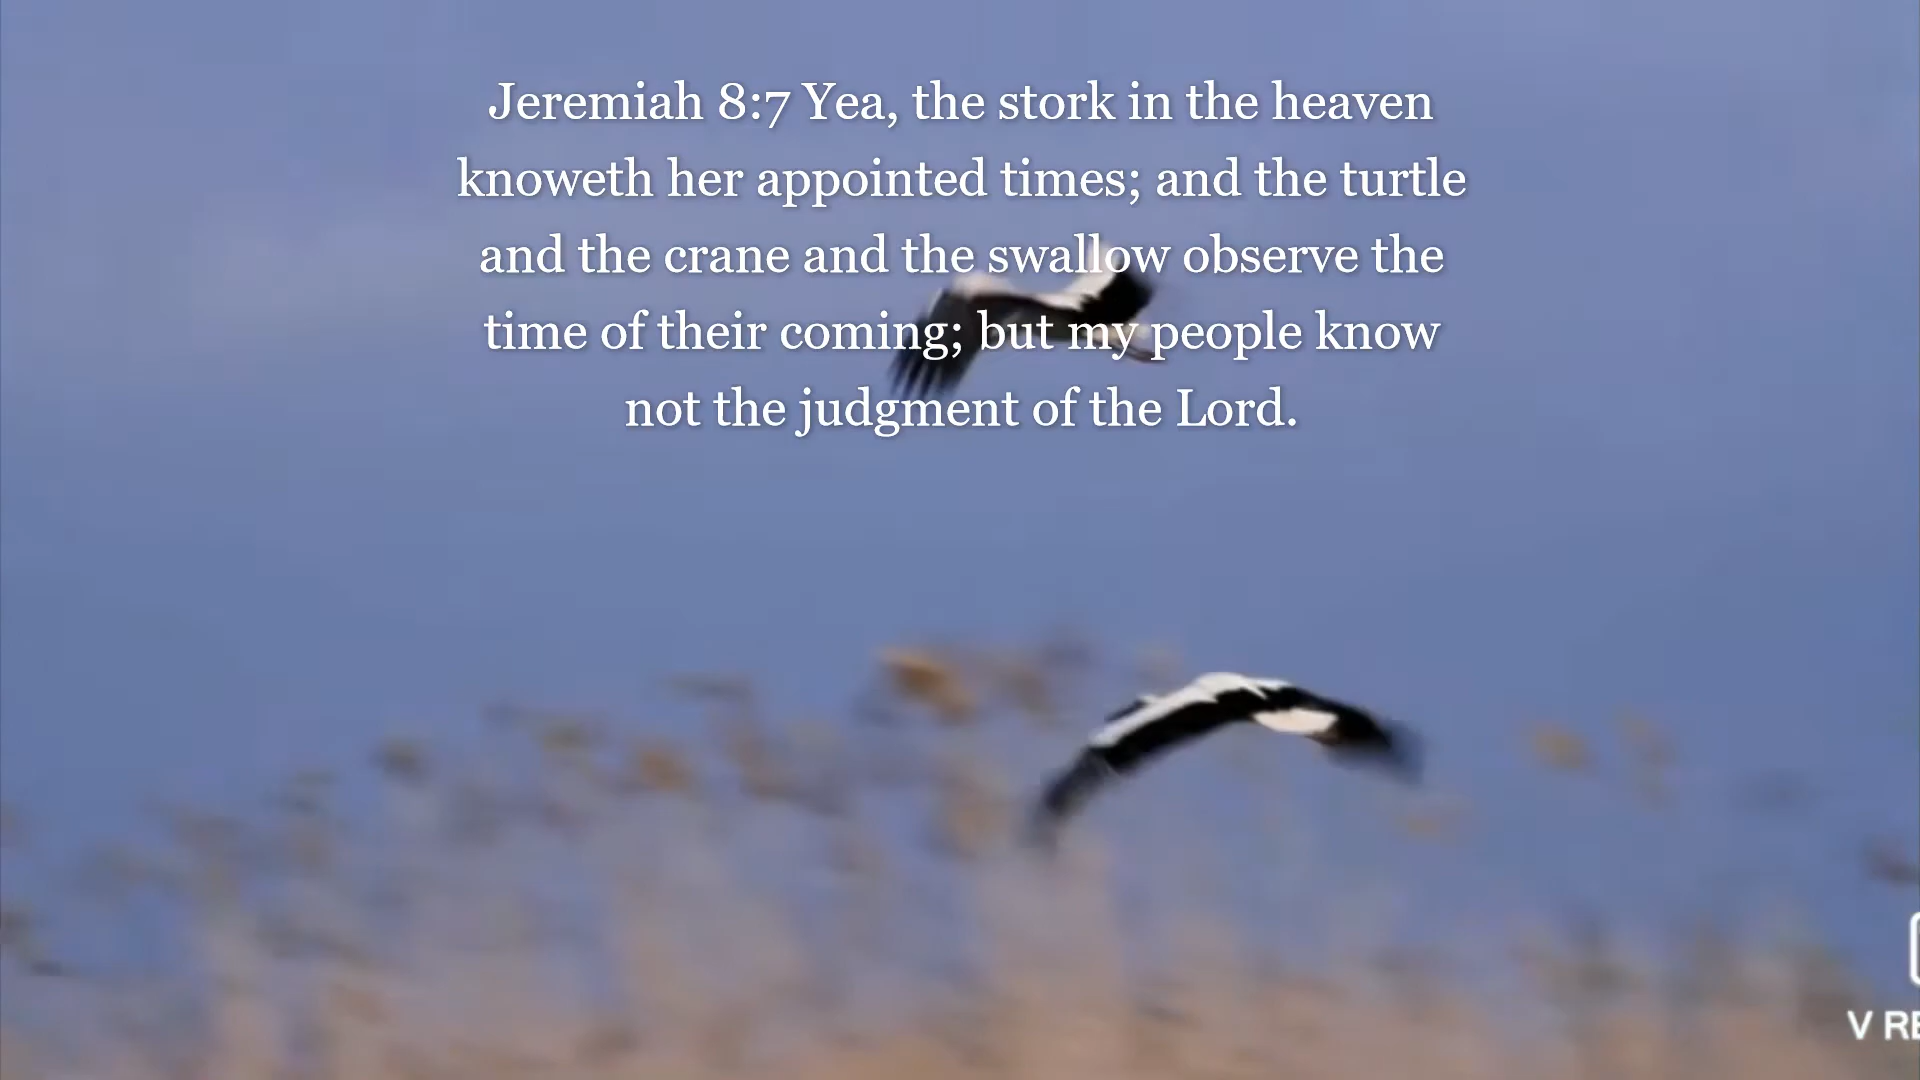 Jeremiah 8:7 Yea, the stork in the heaven
knoweth her appointed times; and the turtle
and the crane and the swallow observe the
time of their coming; but my people know
not the judgment of the Lord.
V RE